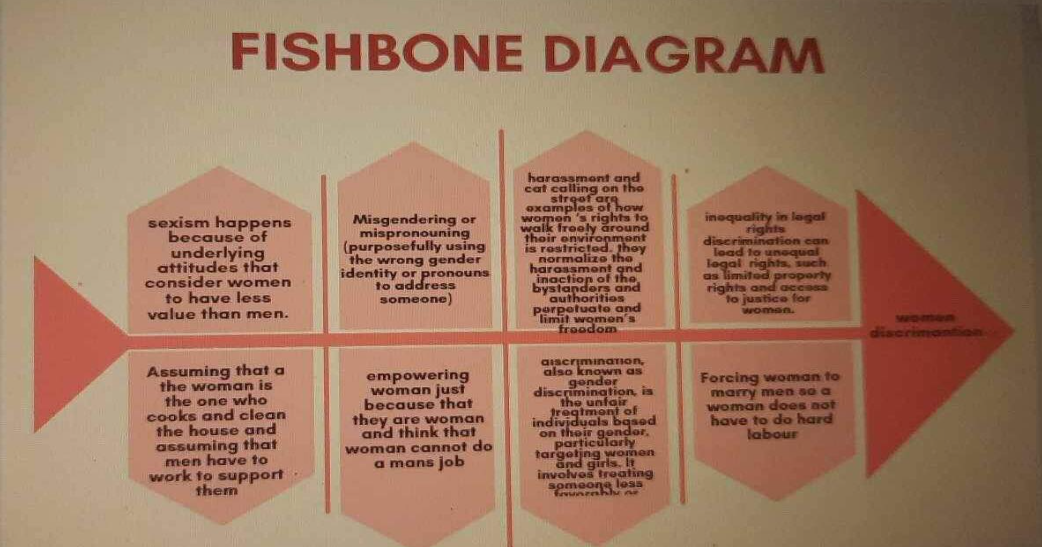 FISHBONE DIAGRAM
sexism happens
because of
underlying
attitudes that
consider women
to have less
value than men.
Misgendering or
mispronouning
(purposefully using
the wrong gender
identity or pronouns
to address
someone)
harassment and
cat calling on the
street are
examples of how
women 's rights to
walk freely around
their environment
is restricted. they
normalize the
harassment and
inaction of the
bystanders and
authorities
perpetuate and
limit women's
freedom
inequality in legal
rights
discrimination can
lead to unequal
legal rights, such
as limited property
rights and access
to justice for
women.
women
discrimantion
Assuming that a
the woman is
the one who
cooks and clean
the house and
assuming that
men have to
work to support
them
empowering
woman just
because that
they are woman
and think that
woman cannot do
a mans job
discrimination,
also known as
gender
discrimination, is
the unfair
treatment of
individuals based
on their gender,
particularly
targeting women
and girls. It
involves treating
someone less
favorably or
Forcing woman to
marry men so a
woman does not
have to do hard
labour